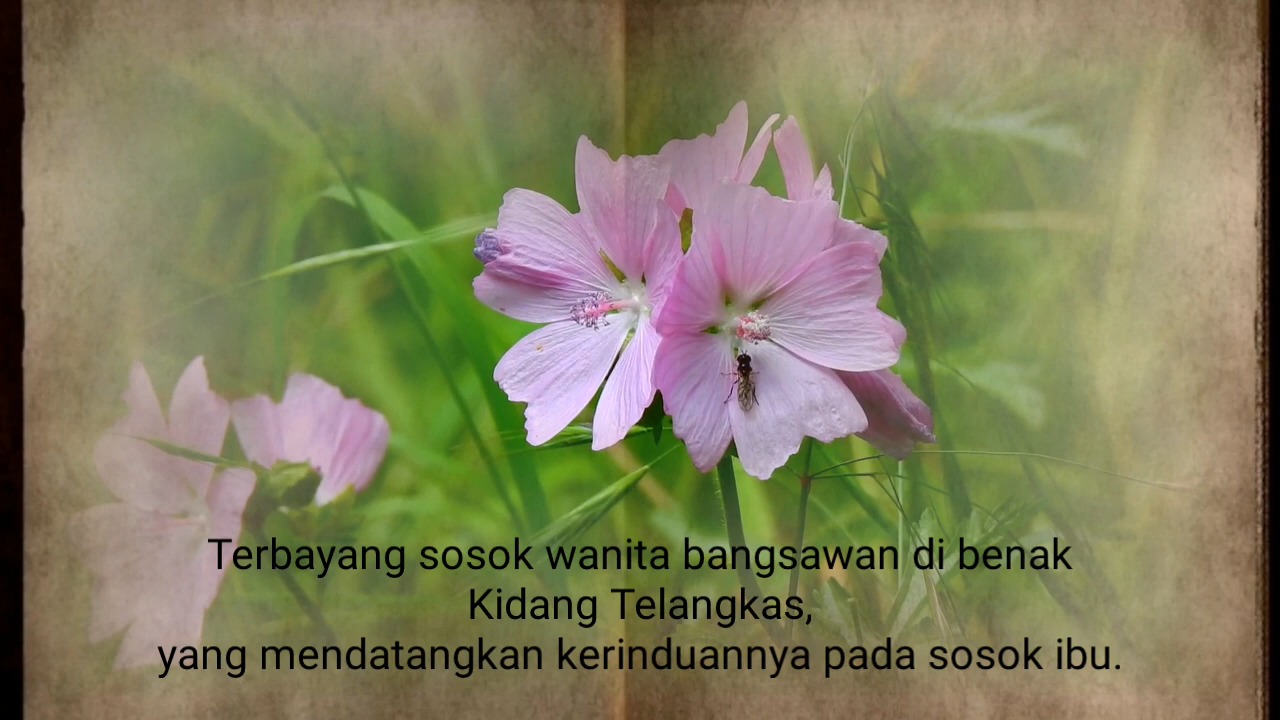 Terbayang sosok wanita bangsawan di benak
Kidang Telangkas,
yang mendatangkan kerinduannya pada sosok ibu.